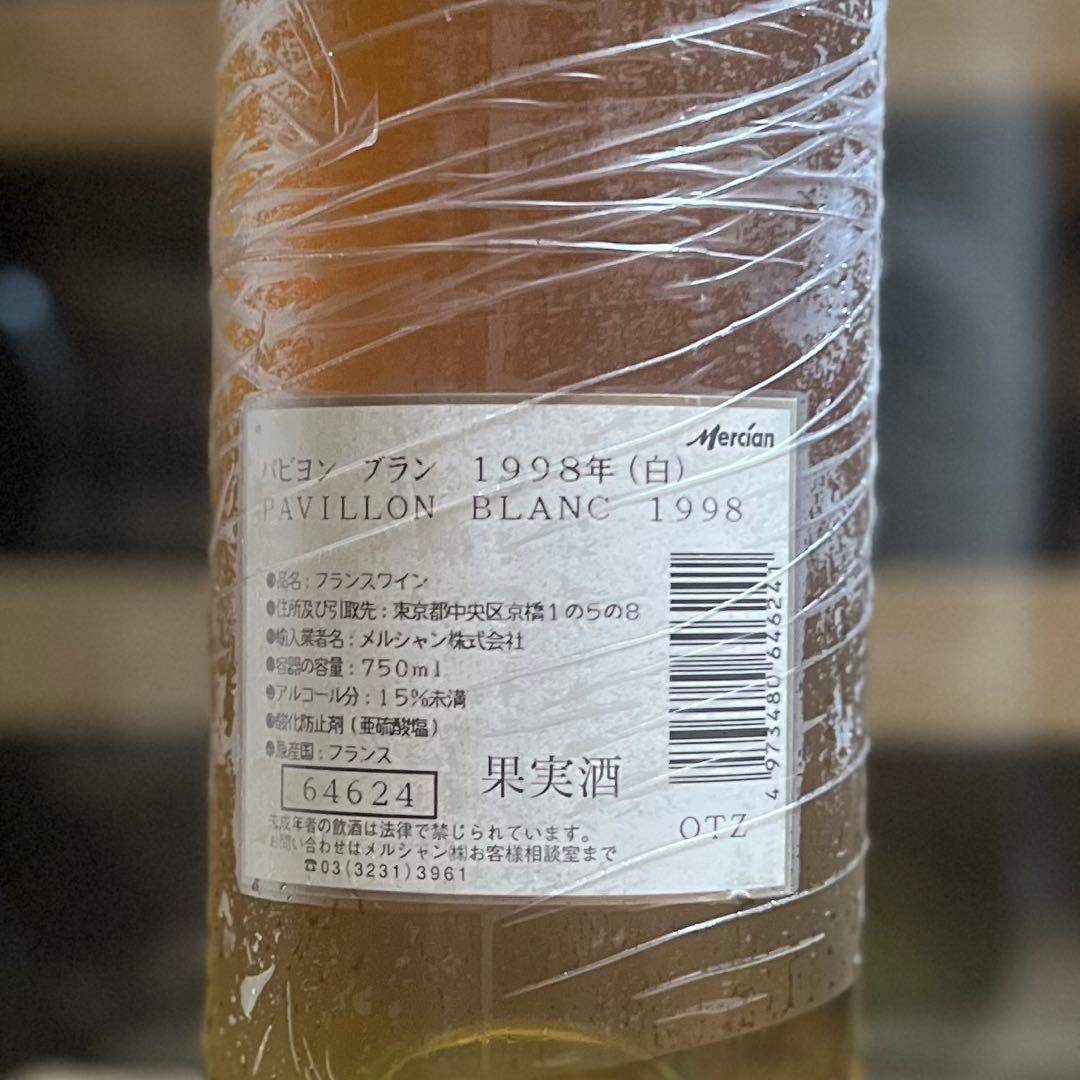 Mercian
パビヨン ブラン 1998年(白)
PAVILLON BLANC 1998
●品名:フランスワイン
●住所及び引取先:東京都中央区京橋1の5の8
●輸入業者名:メルシャン株式会社
●容器の容量:750ml
●アルコール分:15%未満
●酸化防止剤(亜硫酸塩)
●原産国:フランス
64624
果実酒
4973480646241
OTZ
未成年者の飲酒は法律で禁じられています。
お問い合わせはメルシャン㈱お客様相談室まで
☎03(3231)3961